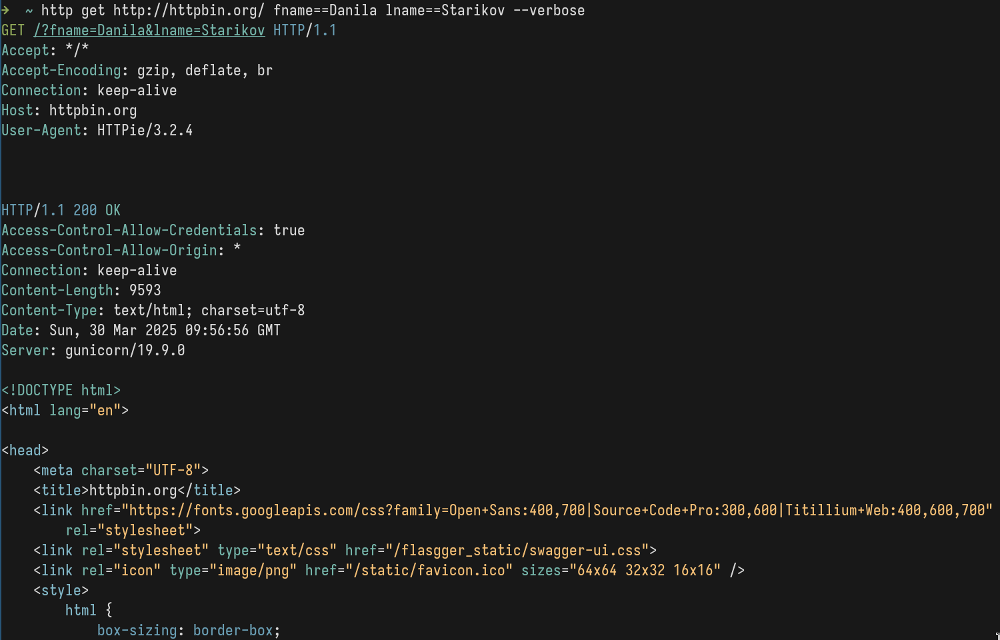 →  ~ http get http://httpbin.org/ fname==Danila lname==Starikov --verbose
GET /?fname=Danila&lname=Starikov HTTP/1.1
Accept: */*
Accept-Encoding: gzip, deflate, br
Connection: keep-alive
Host: httpbin.org
User-Agent: HTTPie/3.2.4
HTTP/1.1 200 OK
Access-Control-Allow-Credentials: true
Access-Control-Allow-Origin: *
Connection: keep-alive
Content-Length: 9593
Content-Type: text/html; charset=utf-8
Date: Sun, 30 Mar 2025 09:56:56 GMT
Server: gunicorn/19.9.0
<!DOCTYPE html>
<html lang="en">
<head>
    <meta charset="UTF-8">
    <title>httpbin.org</title>
    <link href="https://fonts.googleapis.com/css?family=Open+Sans:400,700|Source+Code+Pro:300,600|Titillium+Web:400,600,700"
        rel="stylesheet">
    <link rel="stylesheet" type="text/css" href="/flasgger_static/swagger-ui.css">
    <link rel="icon" type="image/png" href="/static/favicon.ico" sizes="64x64 32x32 16x16" />
    <style>
        html {
            box-sizing: border-box;